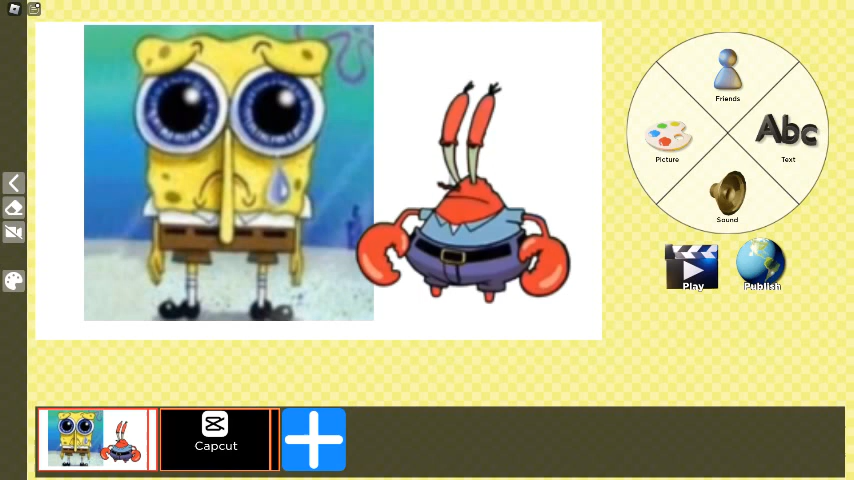 Friends
Picture
Abc
Text
Sound
Play
Publish
Capcut